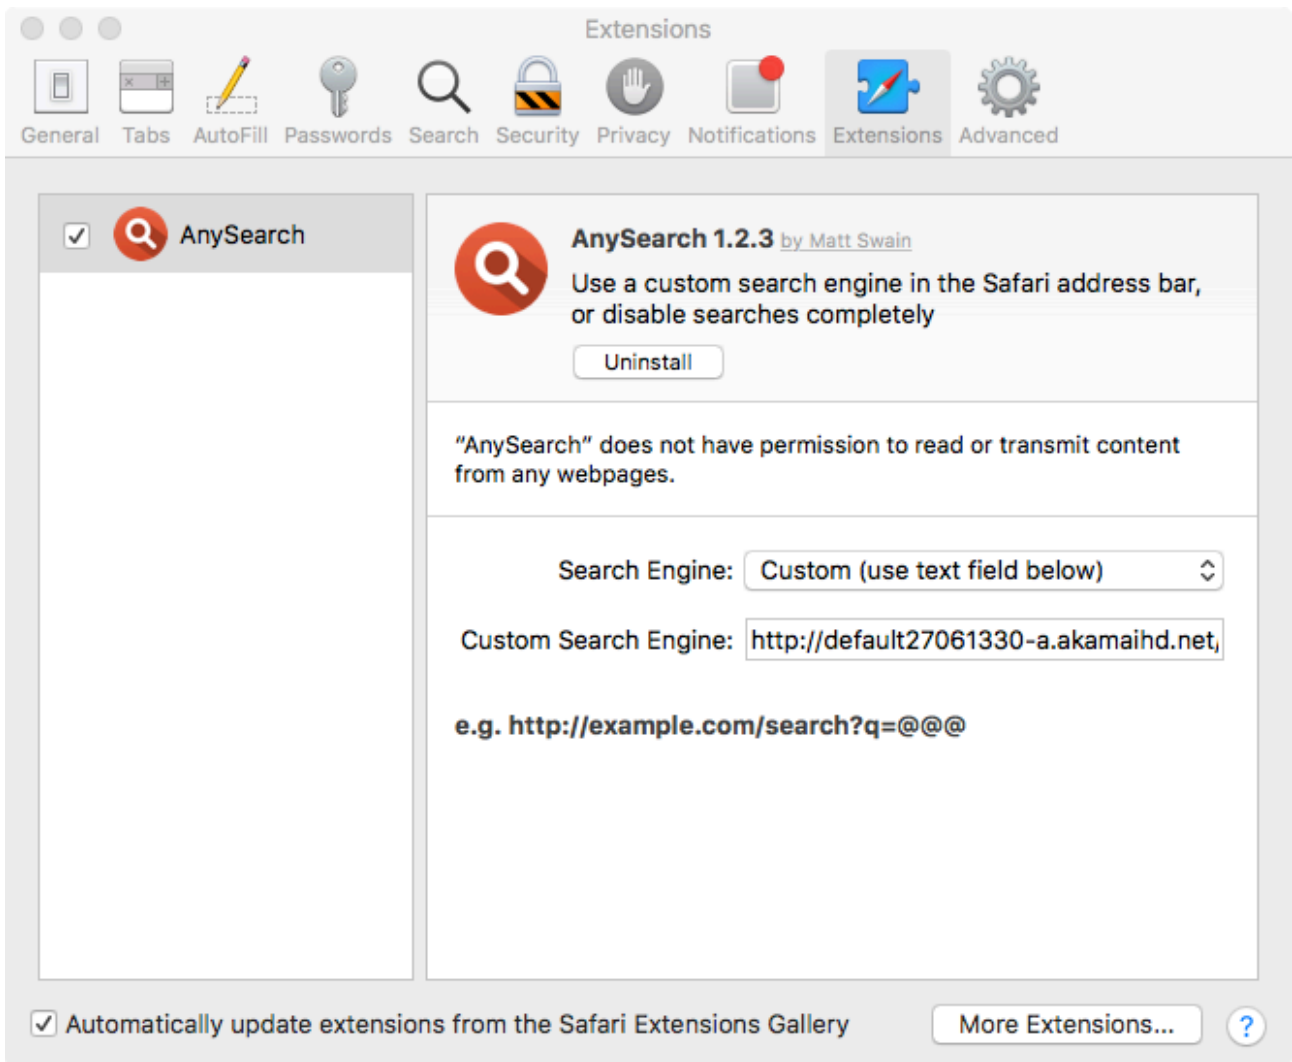 Extensions
General Tabs AutoFill Passwords Search Security Privacy Notifications Extensions Advanced
AnySearch
AnySearch 1.2.3 by Matt Swain
Use a custom search engine in the Safari address bar,
or disable searches completely
Uninstall
“AnySearch” does not have permission to read or transmit content
from any webpages.
Search Engine: Custom (use text field below)
Custom Search Engine: http://default27061330-a.akamaihd.net/
e.g. http://example.com/search?q=@@@
Automatically update extensions from the Safari Extensions Gallery
More Extensions... ?